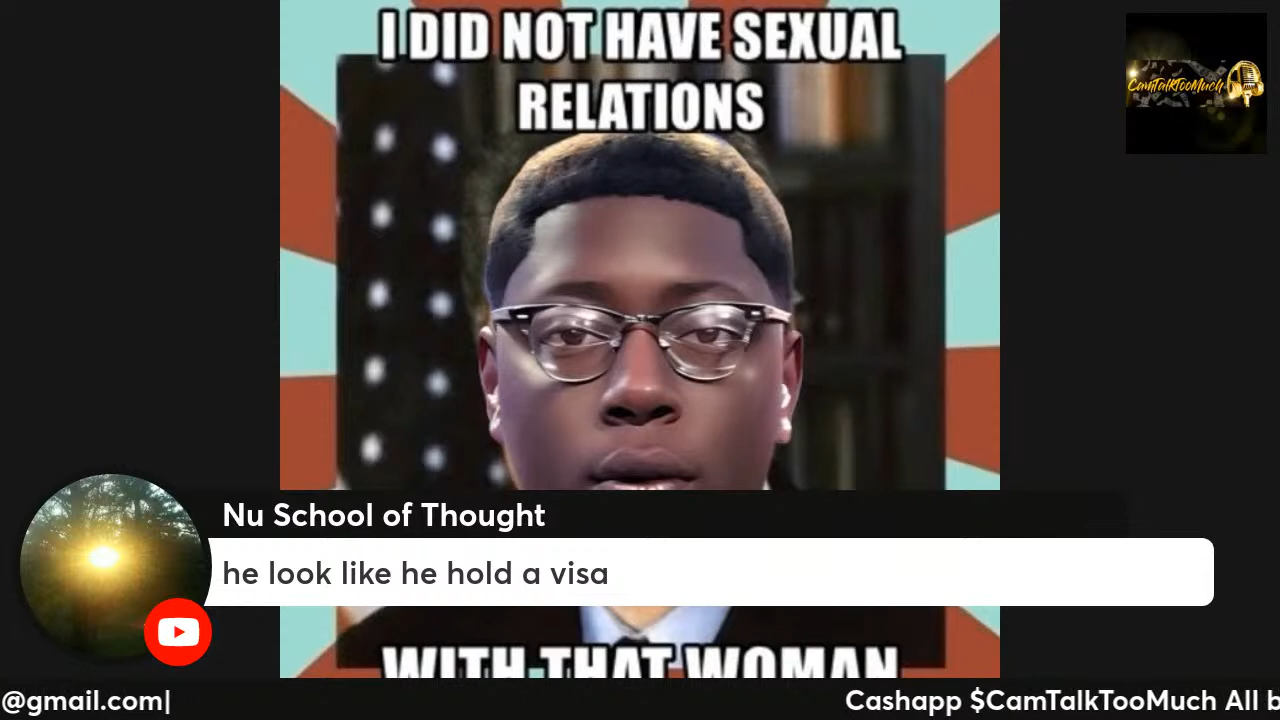 I DID NOT HAVE SEXUAL
RELATIONS
CamTalkTooMuch
Nu School of Thought
he look like he hold a visa
WITH THAT WOMAN
@gmail.com|
Cashapp $CamTalkTooMuch All b